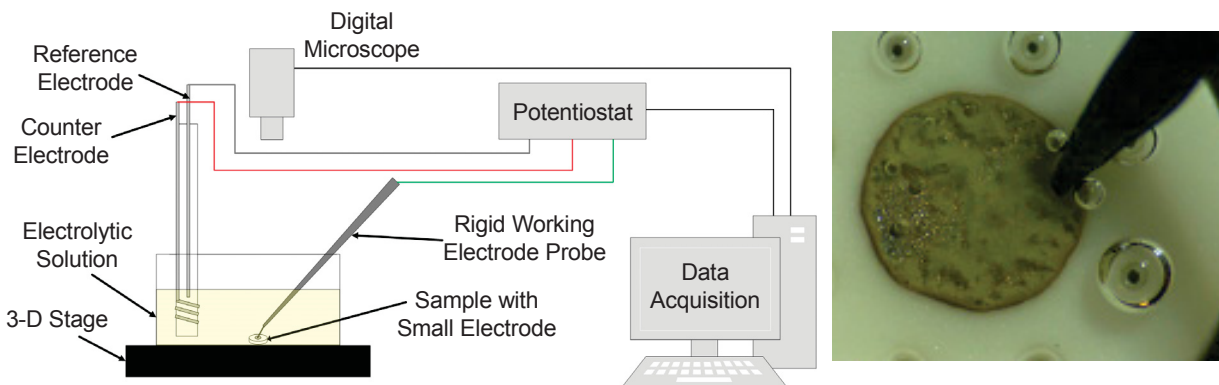 Digital
Microscope
Reference
Electrode
Counter
Electrode
Potentiostat
Electrolytic
Solution
Rigid Working
Electrode Probe
3-D Stage
Sample with
Small Electrode
Data
Acquisition